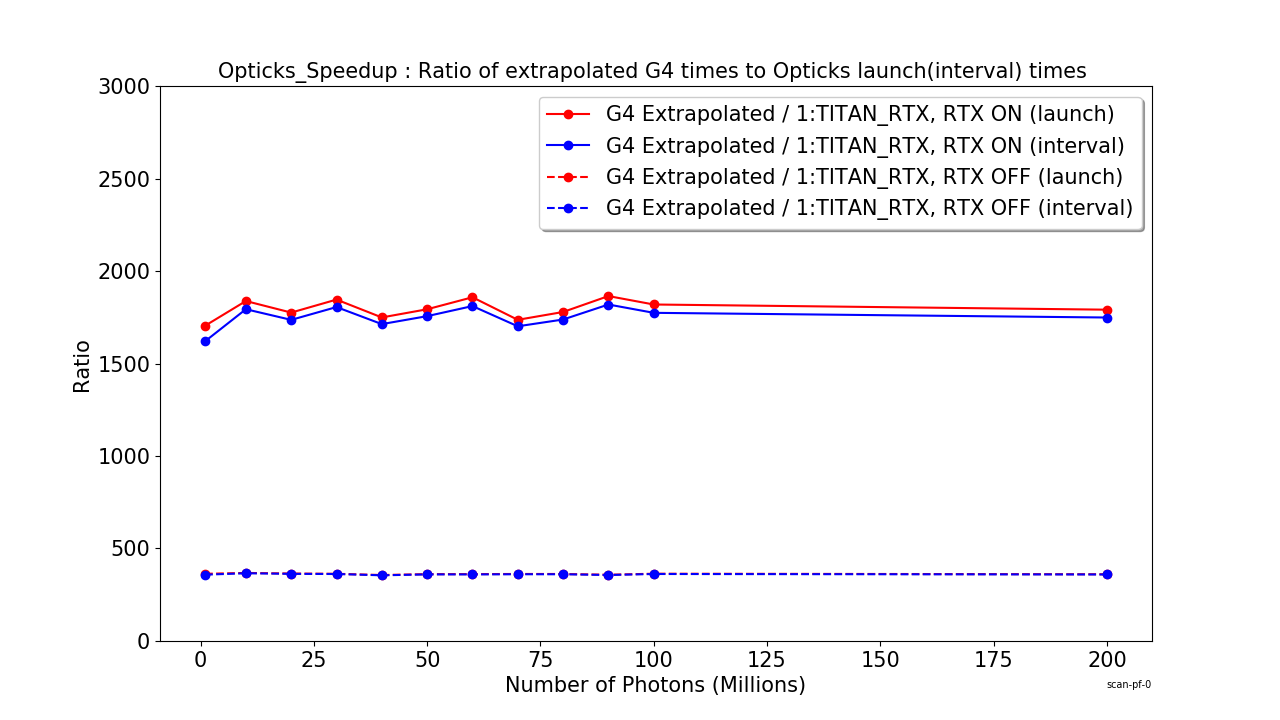 Opticks_Speedup : Ratio of extrapolated G4 times to Opticks launch(interval) times
3000
2500
2000
1500
1000
500
0
Ratio
G4 Extrapolated / 1:TITAN_RTX, RTX ON (launch)
G4 Extrapolated / 1:TITAN_RTX, RTX ON (interval)
G4 Extrapolated / 1:TITAN_RTX, RTX OFF (launch)
G4 Extrapolated / 1:TITAN_RTX, RTX OFF (interval)
0 25 50 75 100 125 150 175 200
Number of Photons (Millions)
scan-pf-0